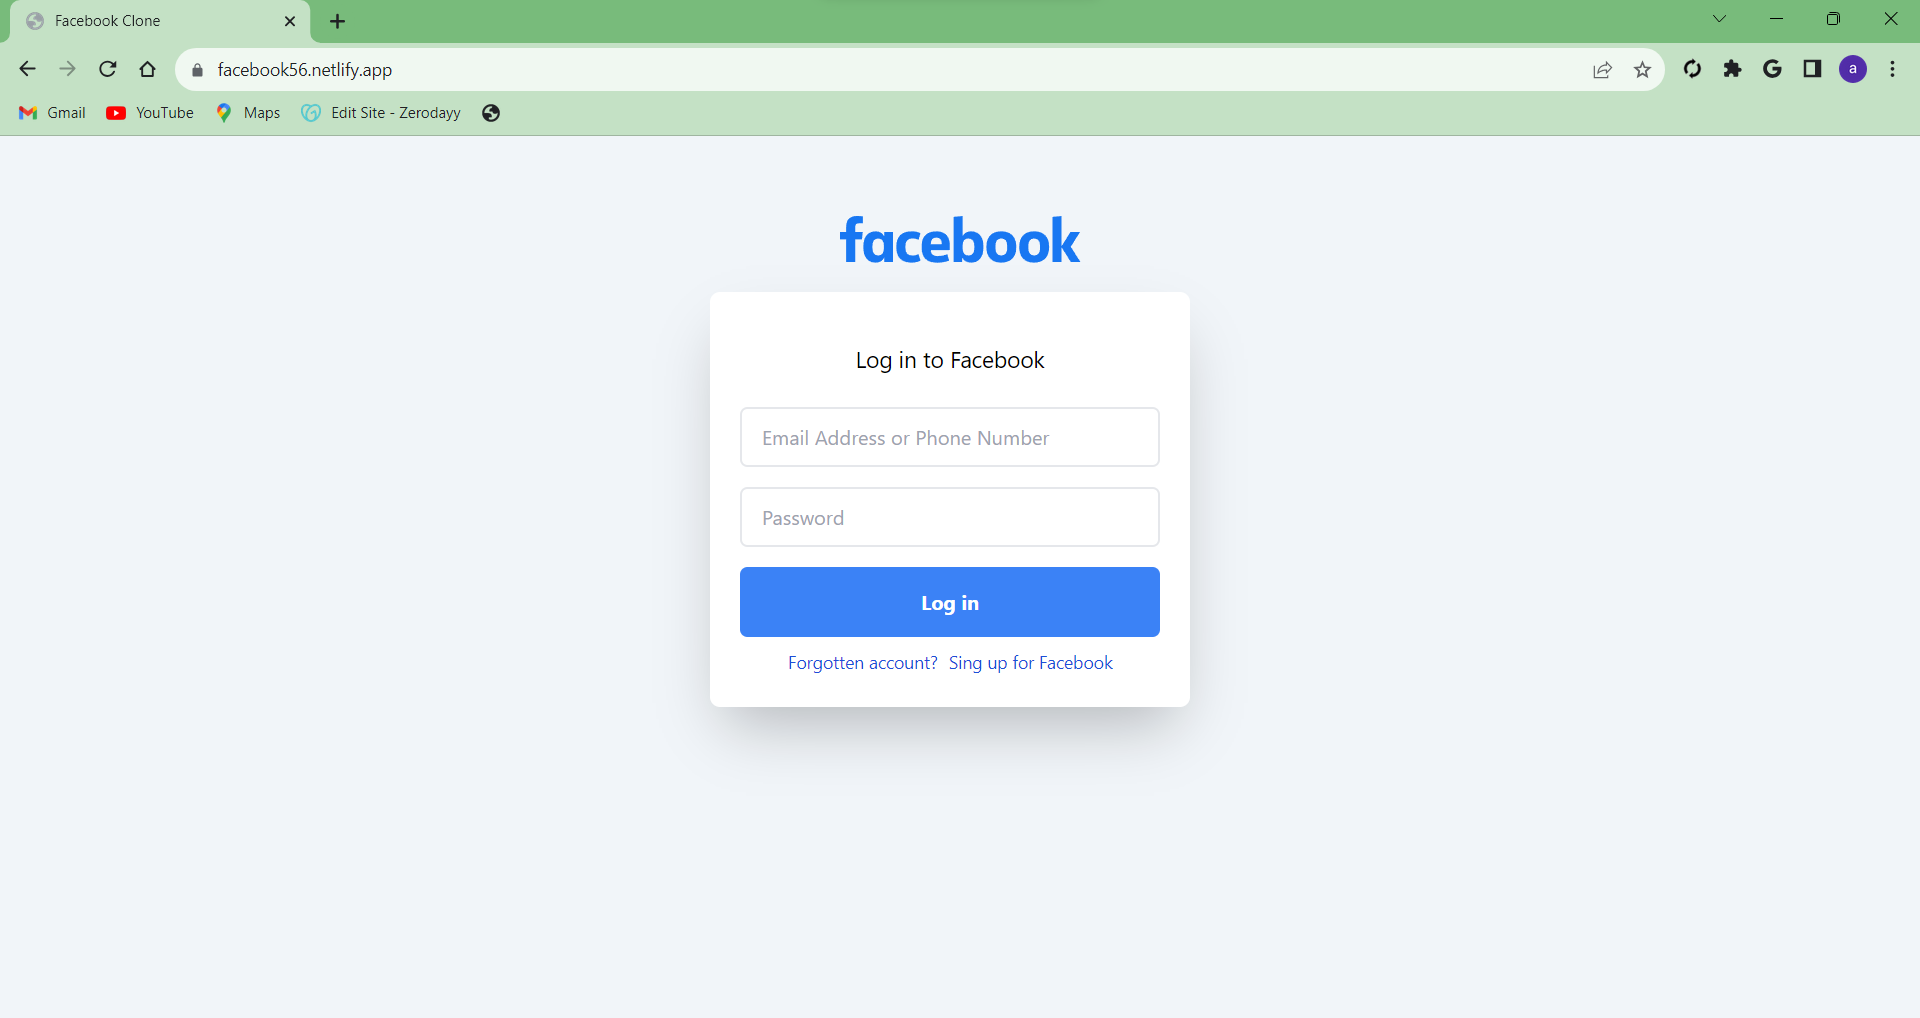 Facebook Clone
facebook56.netlify.app
a
Gmail YouTube Maps Edit Site - Zerodayy
facebook
Log in to Facebook
Email Address or Phone Number
Password
Log in
Forgotten account? Sing up for Facebook